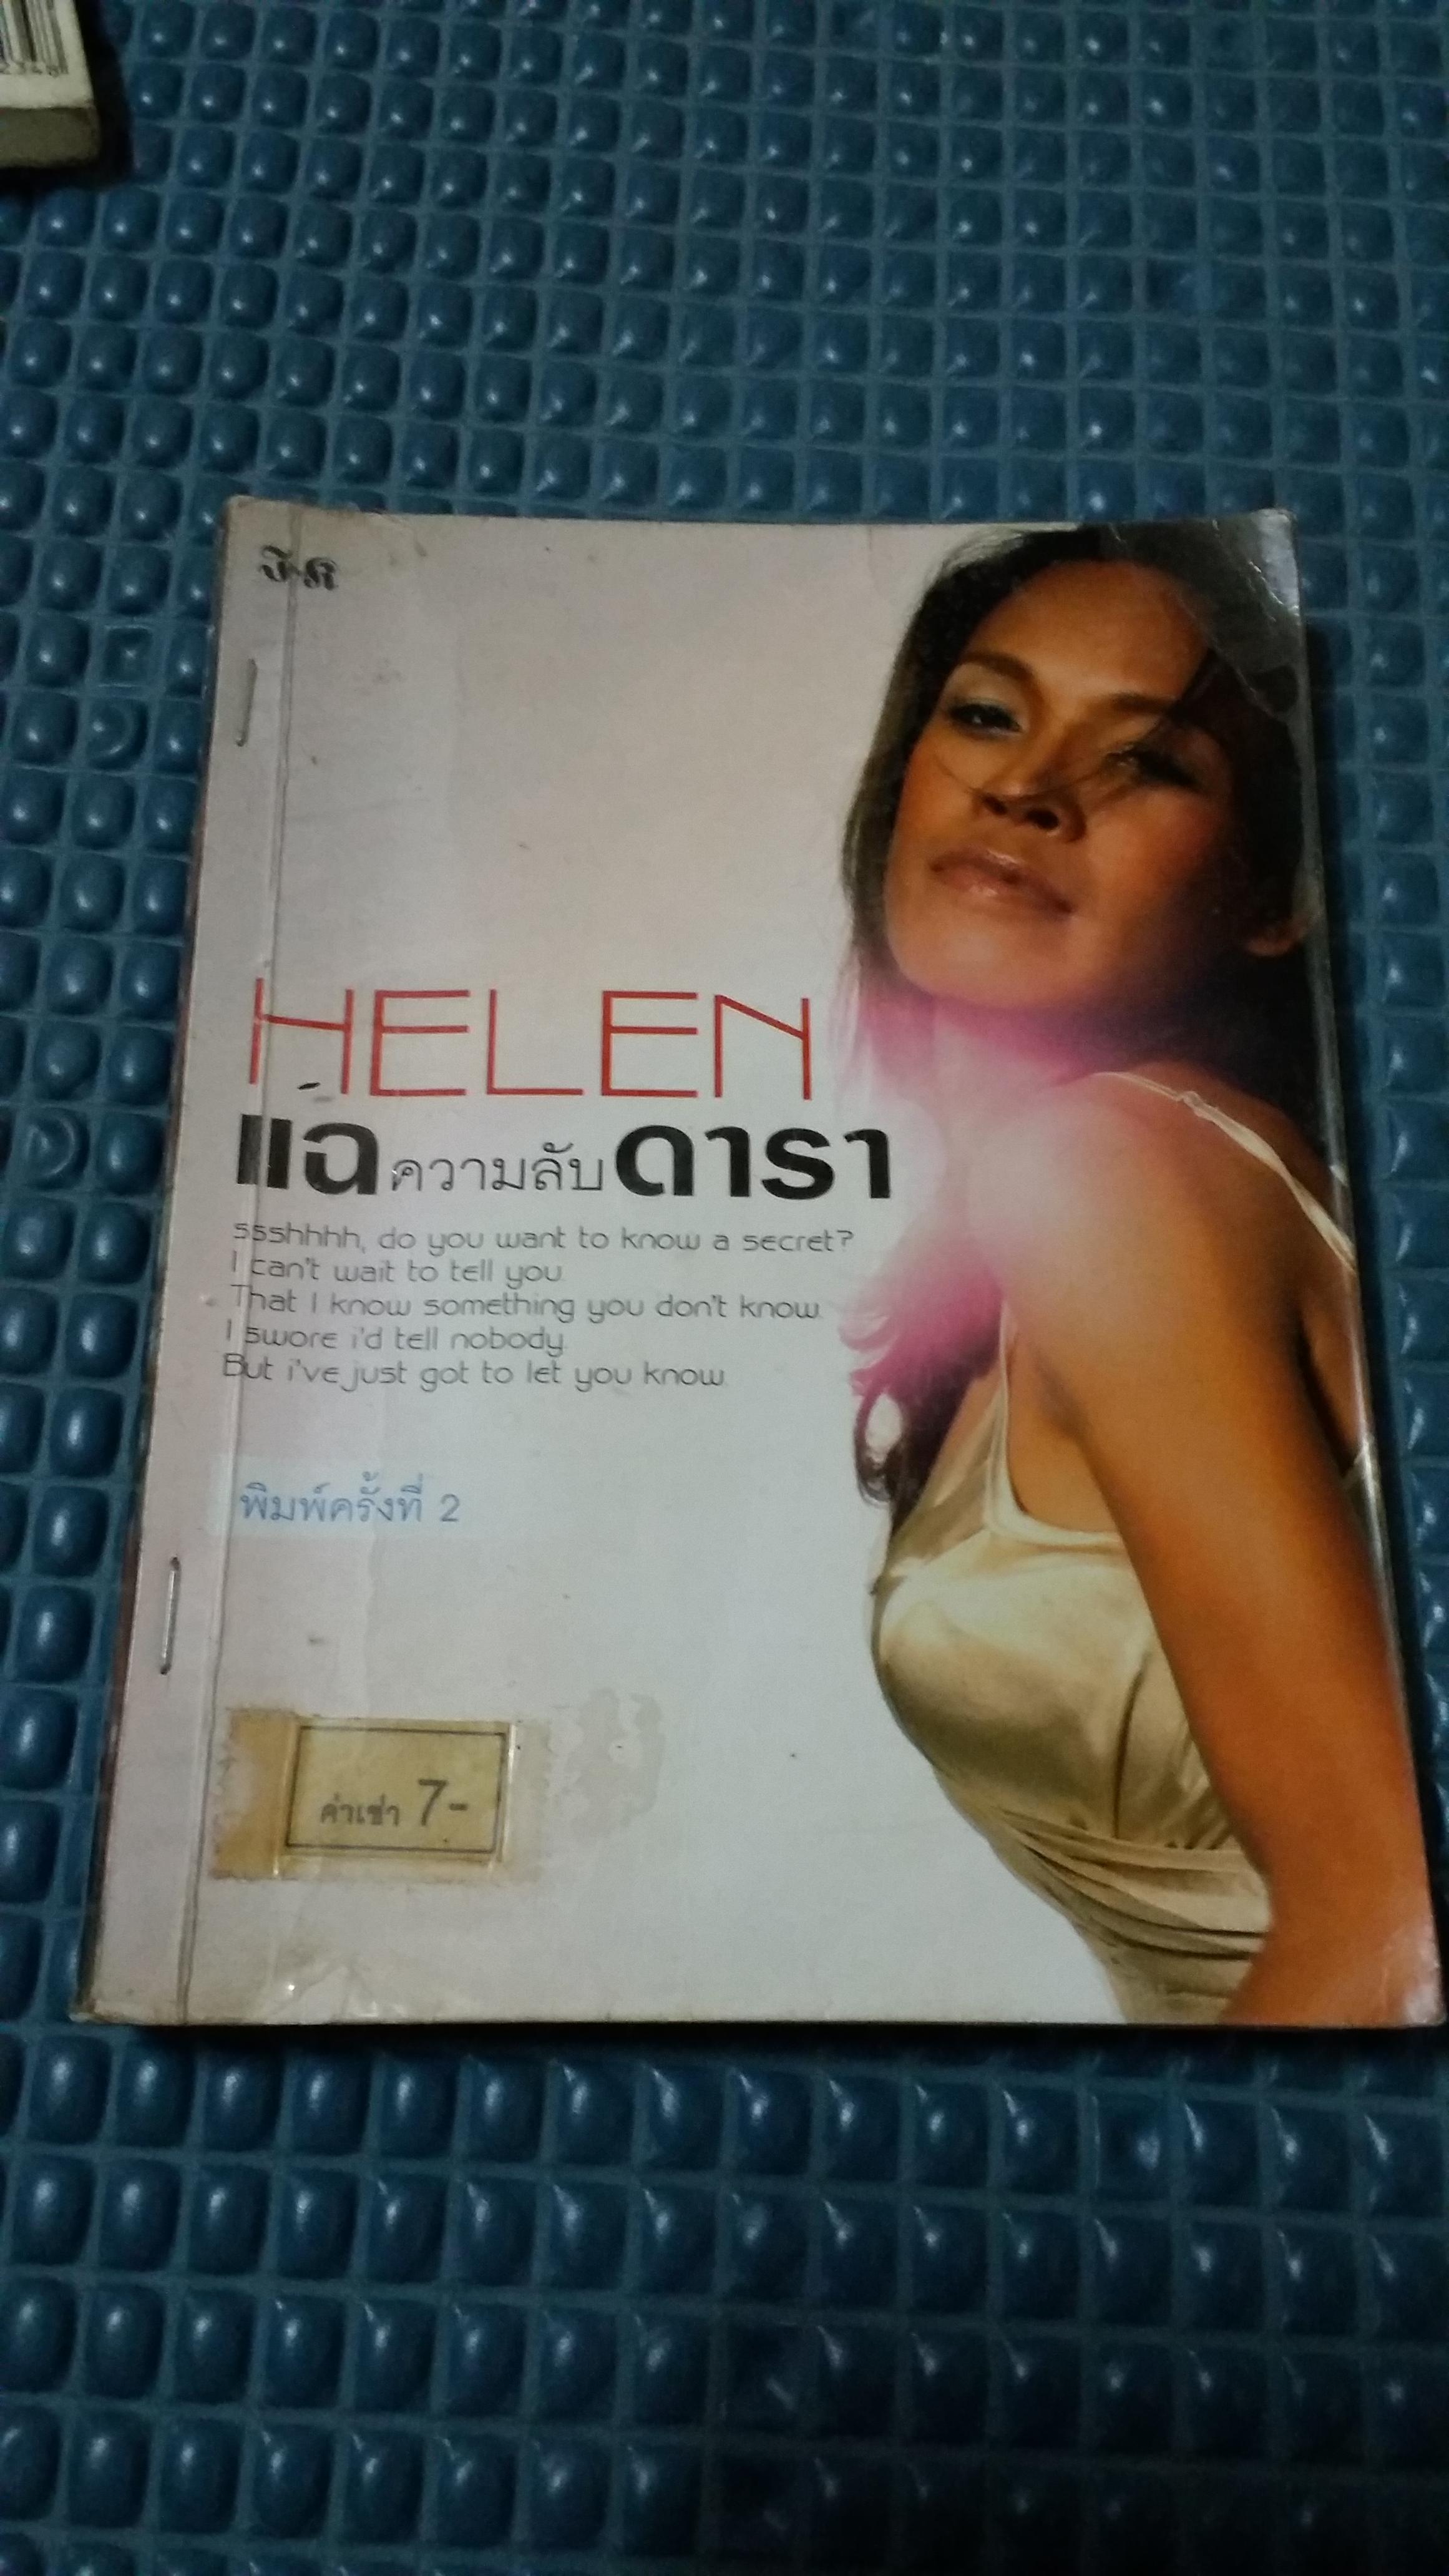 HELEN
แฉความลับดารา
ssshhhh, do you want to know a secret?
I can't wait to tell you.
That I know something you don't know.
I swore i'd tell nobody.
But i've just got to let you know.
พิมพ์ครั้งที่ 2
ค่าเช่า 7-